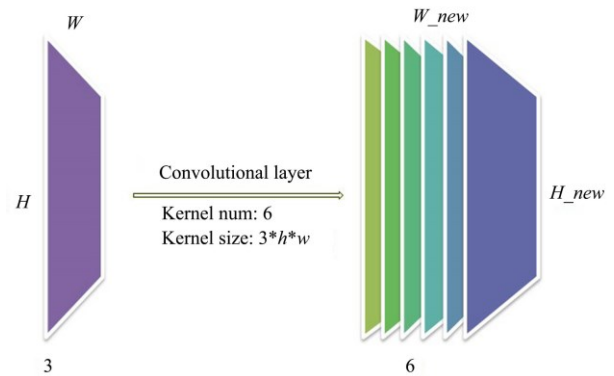 W
W_new
Convolutional layer
H
Kernel num: 6
Kernel size: 3*h*w
H_new
3
6